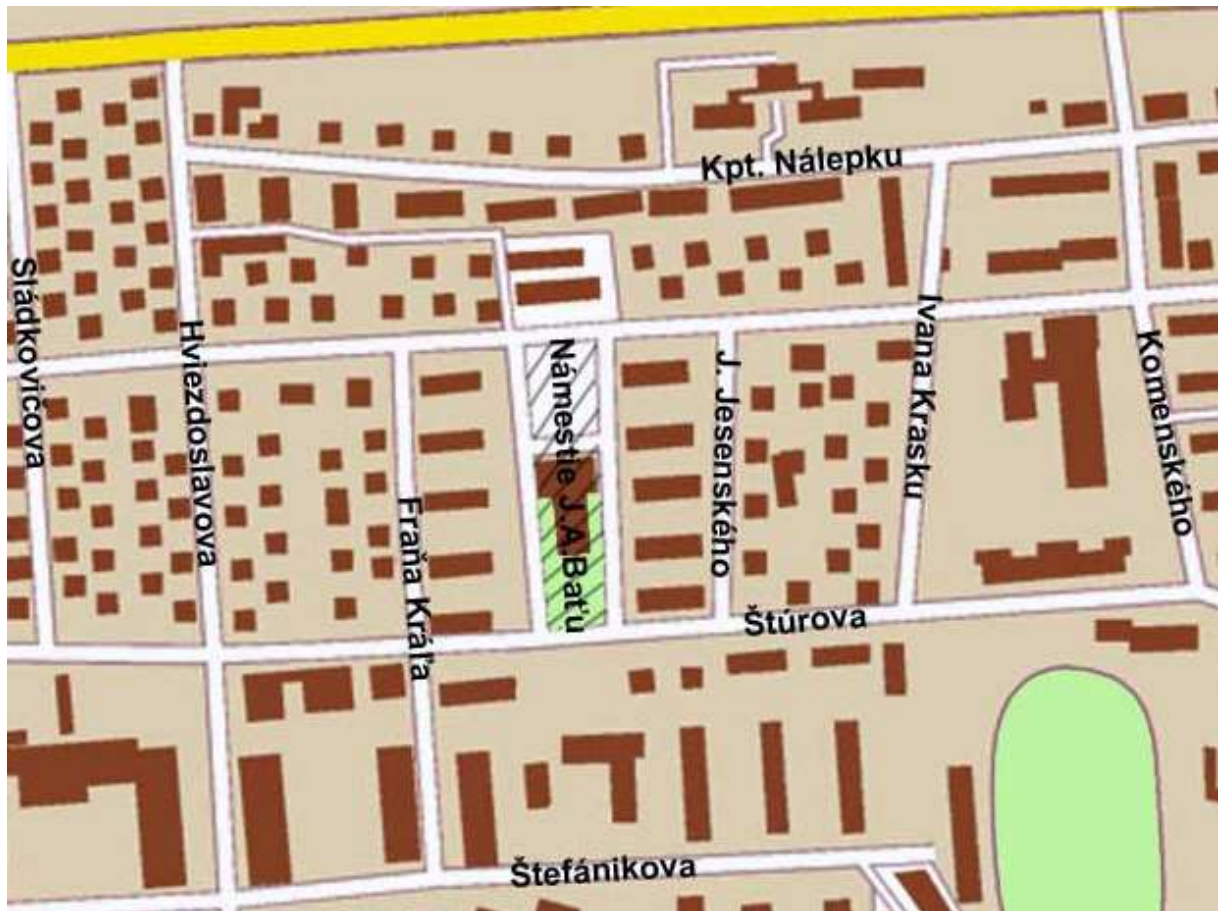 Kpt. Nálepku
Sládkovičova
Hviezdoslavova
Námestie J.A.Baťu
J. Jesenského
Ivana Krasku
Komenského
Fraňa Kráľa
Štúrova
Štefánikova